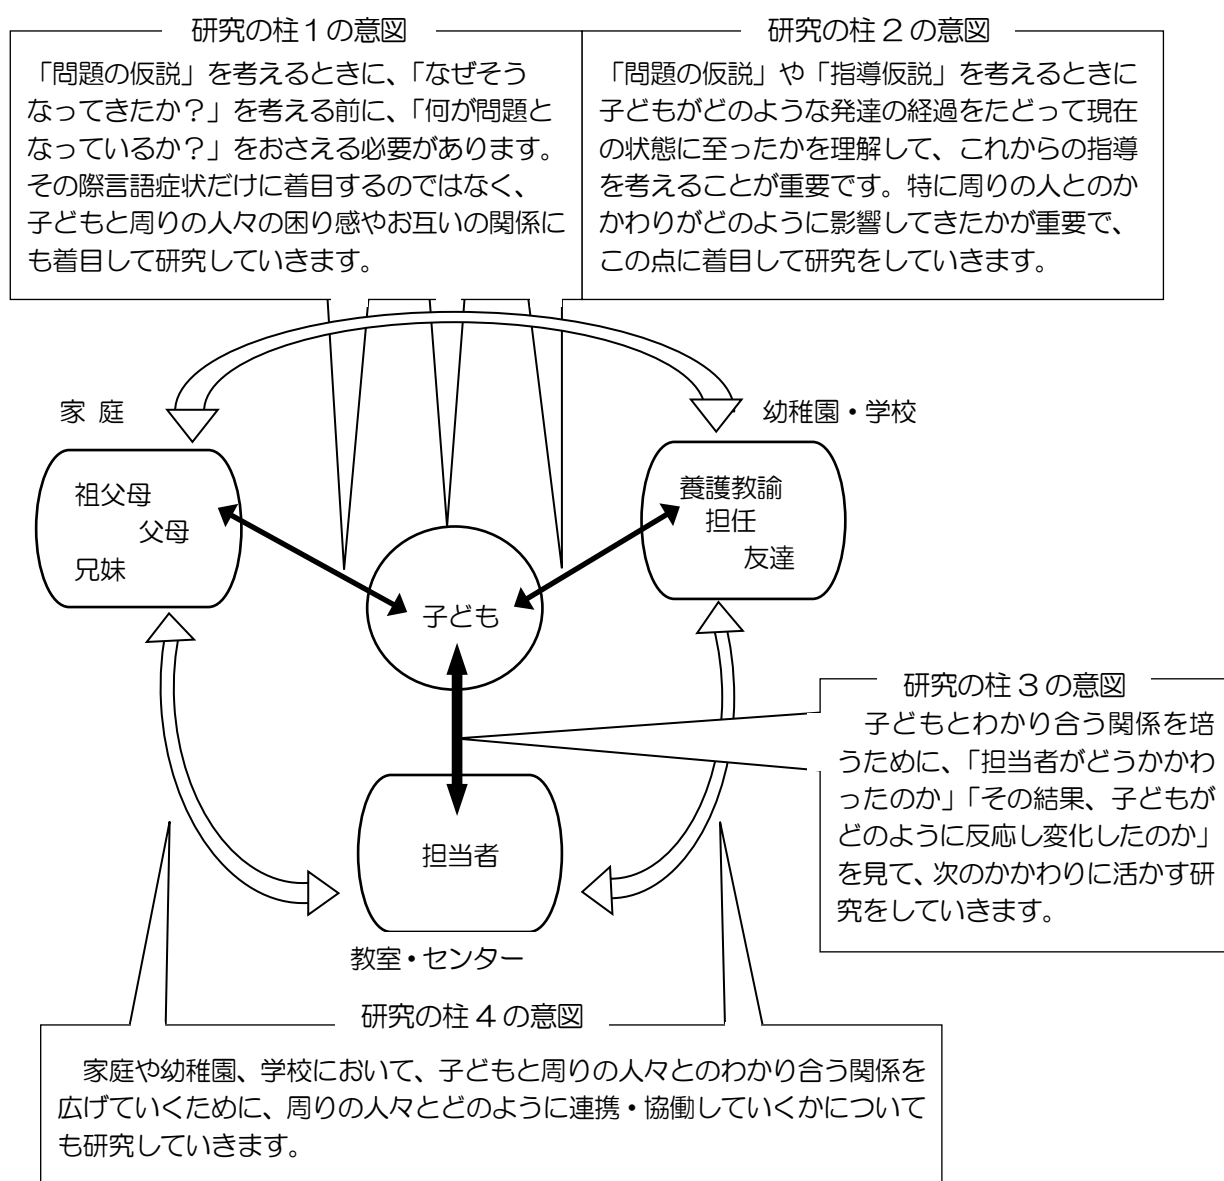 研究の柱1の意図
「問題の仮説」を考えるときに、「なぜそう
なってきたか?」を考える前に、「何が問題と
なっているか?」をおさえる必要があります。
その際言語症状だけに着目するのではなく、
子どもと周りの人々の困り感やお互いの関係に
も着目して研究していきます。
研究の柱2の意図
「問題の仮説」や「指導仮説」を考えるときに
子どもがどのような発達の経過をたどって現在
の状態に至ったかを理解して、これからの指導
を考えることが重要です。特に周りの人とのか
かわりがどのように影響してきたかが重要で、
この点に着目して研究をしていきます。
家 庭
祖父母
父母
兄妹
幼稚園・学校
養護教諭
担任
友達
子ども
研究の柱3の意図
子どもとわかり合う関係を培
うために、「担当者がどうかかわ
ったのか」「その結果、子どもが
どのように反応し変化したのか」
を見て、次のかかわりに活かす研
究をしていきます。
担当者
教室・センター
研究の柱4の意図
家庭や幼稚園、学校において、子どもと周りの人々とのわかり合う関係を
広げていくために、周りの人々とどのように連携・協働していくかについて
も研究していきます。